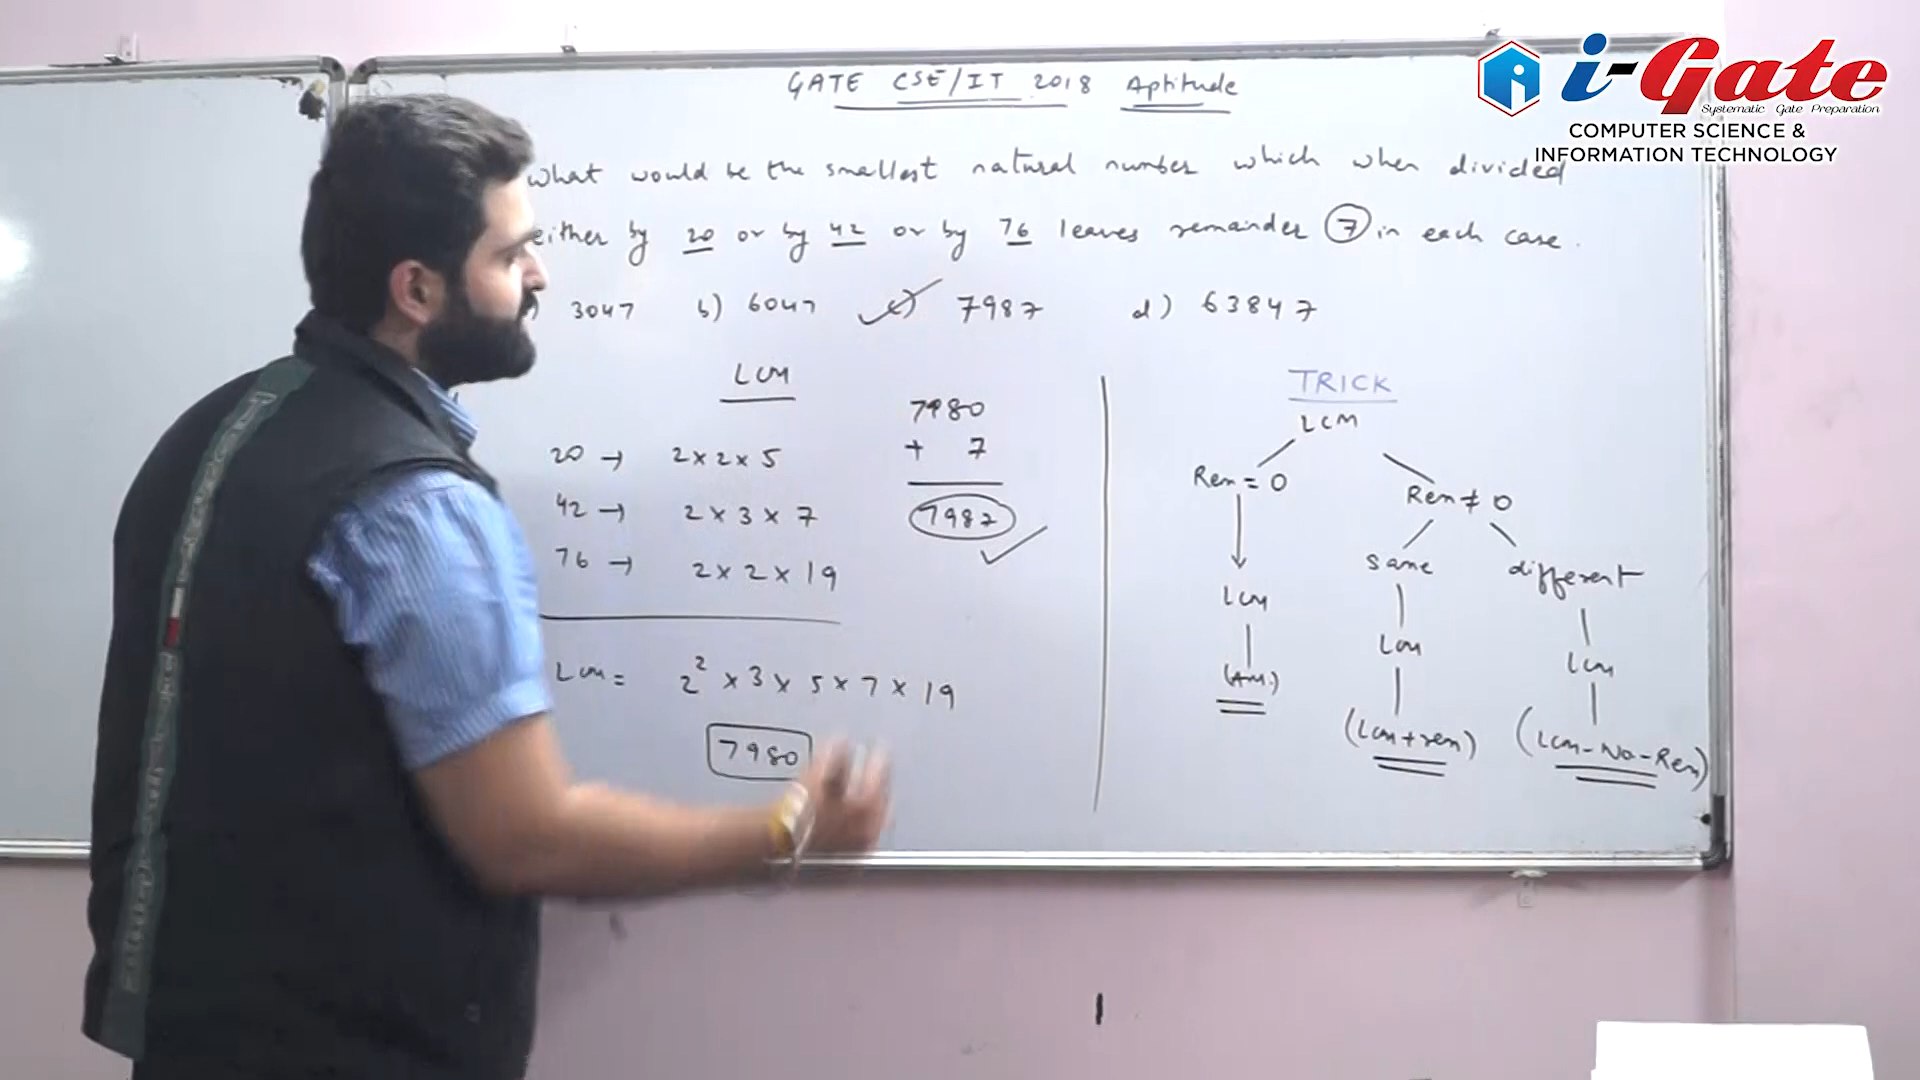 GATE CSE/IT 2018 Aptitude
i-Gate
Systematic Gate Preparation
COMPUTER SCIENCE &
INFORMATION TECHNOLOGY
What would be the smallest natural number which when divided
either by 20 or by 42 or by 76 leaves remainder 7 in each case.
) 3047 b) 6047 c) 7987 d) 63847
LCM
20 → 2×2×5
42 → 2×3×7
76 → 2×2×19
LCM = 2² × 3 × 5 × 7 × 19
7980
7980
+ 7
7987
TRICK
LCM
Rem = 0
Rem ≠ 0
same
different
LCM
LCM
LCM
(Ans.)
(LCM+rem)
(LCM-No-Rem)